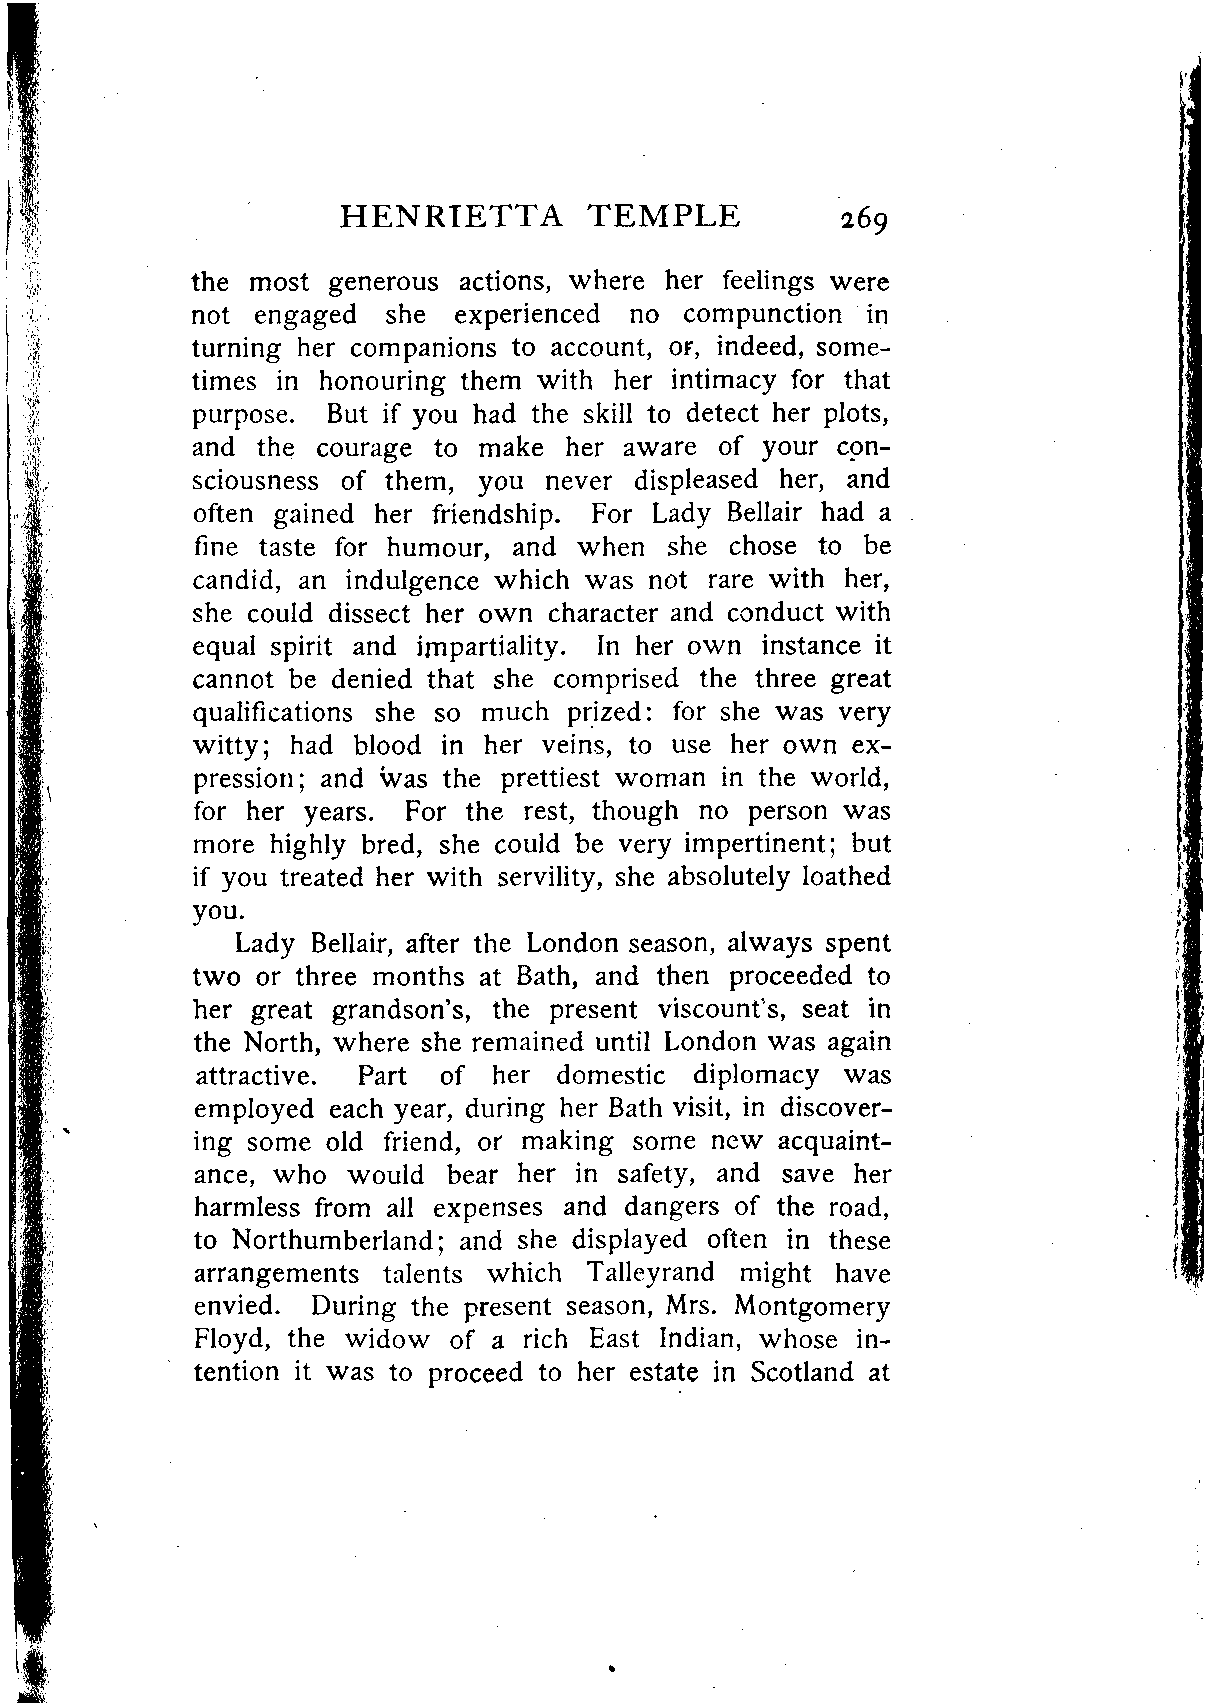 HENRIETTA TEMPLE 269
the most generous actions, where her feelings were
not engaged she experienced no compunction in
turning her companions to account, or, indeed, some-
times in honouring them with her intimacy for that
purpose. But if you had the skill to detect her plots,
and the courage to make her aware of your con-
sciousness of them, you never displeased her, and
often gained her friendship. For Lady Bellair had a
fine taste for humour, and when she chose to be
candid, an indulgence which was not rare with her,
she could dissect her own character and conduct with
equal spirit and impartiality. In her own instance it
cannot be denied that she comprised the three great
qualifications she so much prized: for she was very
witty; had blood in her veins, to use her own ex-
pression; and was the prettiest woman in the world,
for her years. For the rest, though no person was
more highly bred, she could be very impertinent; but
if you treated her with servility, she absolutely loathed
you.
Lady Bellair, after the London season, always spent
two or three months at Bath, and then proceeded to
her great grandson's, the present viscount's, seat in
the North, where she remained until London was again
attractive. Part of her domestic diplomacy was
employed each year, during her Bath visit, in discover-
ing some old friend, or making some new acquaint-
ance, who would bear her in safety, and save her
harmless from all expenses and dangers of the road,
to Northumberland; and she displayed often in these
arrangements talents which Talleyrand might have
envied. During the present season, Mrs. Montgomery
Floyd, the widow of a rich East Indian, whose in-
tention it was to proceed to her estate in Scotland at